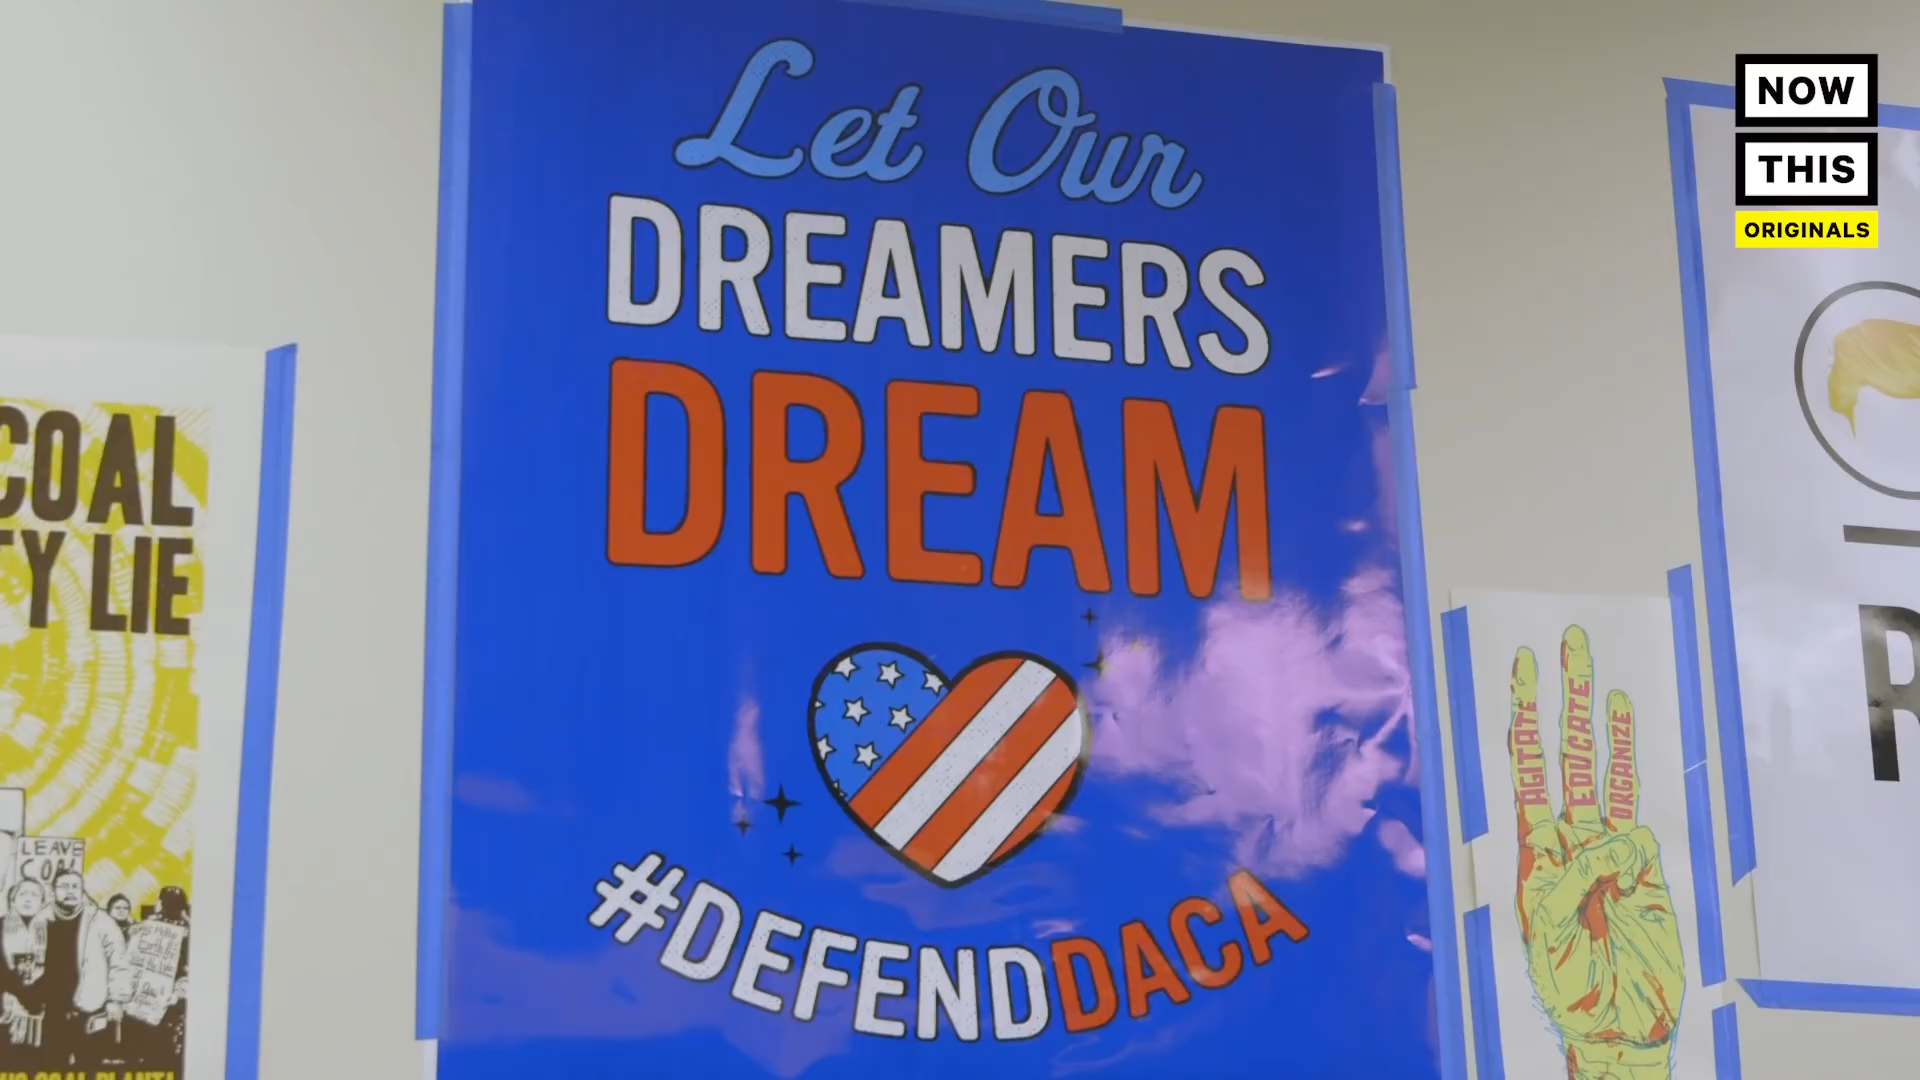 Let Our
DREAMERS
DREAM
#DEFENDDACA
NOW
THIS
ORIGINALS
COAL
LIE
LEAVE
AGITATE
EDUCATE
ORGANIZE
R